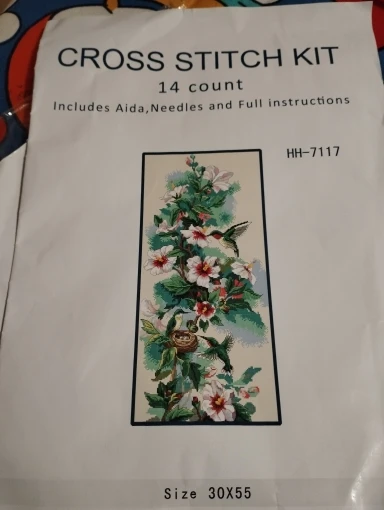 CROSS STITCH KIT
14 count
Includes Aida,Needles and Full instructions
HH-7117
Size 30X55